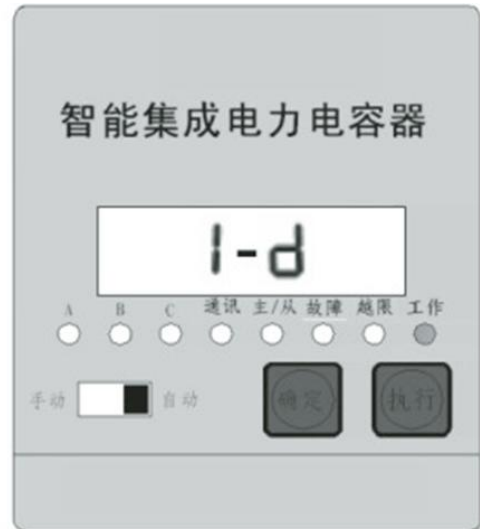 智能集成电力电容器
1-d
A B C 通讯 主/从 故障 越限 工作
手动 自动 确定 执行